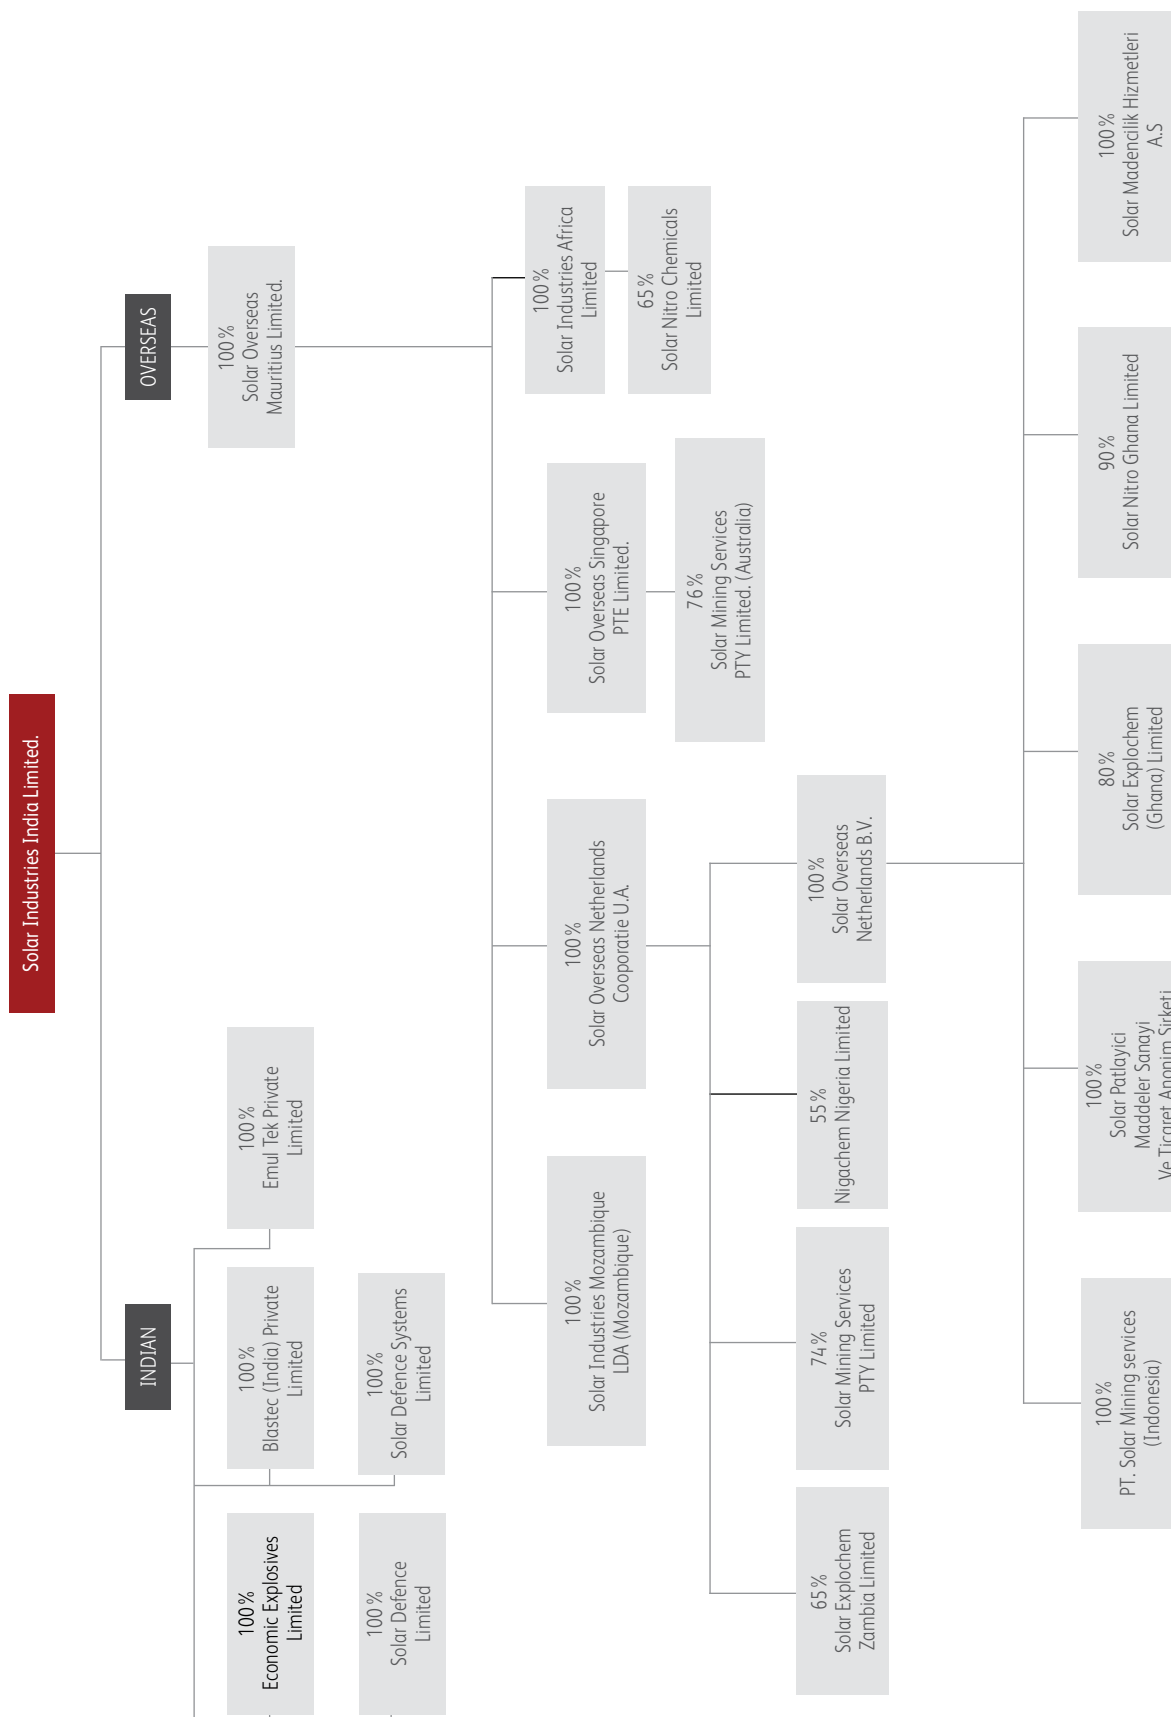 Solar Industries India Limited.
INDIAN
OVERSEAS
100%
Economic Explosives
Limited
100%
Blastec (India) Private
Limited
100%
Emul Tek Private
Limited
100%
Solar Defence
Limited
100%
Solar Defence Systems
Limited
100%
Solar Overseas
Mauritius Limited.
100%
Solar Industries Mozambique
LDA (Mozambique)
100%
Solar Overseas Netherlands
Cooporatie U.A.
100%
Solar Overseas Singapore
PTE Limited.
100%
Solar Industries Africa
Limited
65%
Solar Nitro Chemicals
Limited
76%
Solar Mining Services
PTY Limited. (Australia)
65%
Solar Explochem
Zambia Limited
74%
Solar Mining Services
PTY Limited
55%
Nigachem Nigeria Limited
100%
Solar Overseas
Netherlands B.V.
100%
PT. Solar Mining services
(Indonesia)
100%
Solar Patlayici
Maddeler Sanayi
Ve Ticaret Anonim Sirketi
80%
Solar Explochem
(Ghana) Limited
90%
Solar Nitro Ghana Limited
100%
Solar Madencilik Hizmetleri
A.S